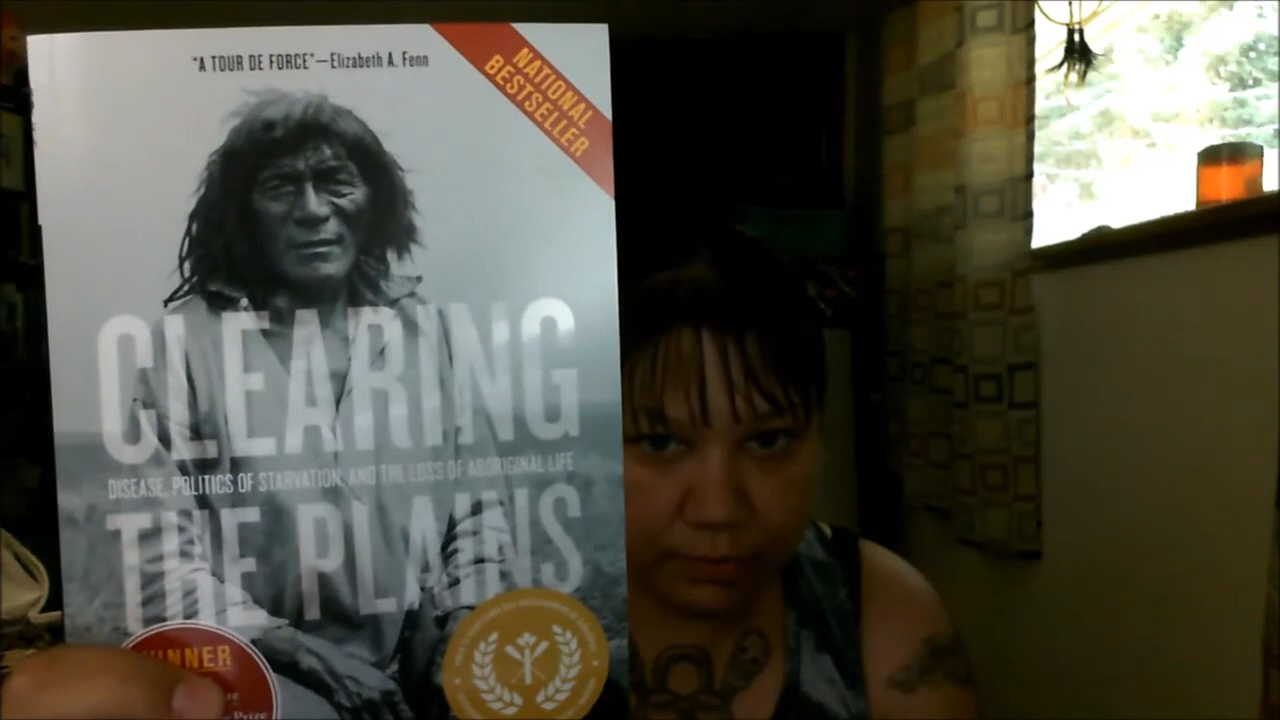 "A TOUR DE FORCE"—Elizabeth A. Fenn
NATIONAL
BESTSELLER
CLEARING
DISEASE, POLITICS OF STARVATION, AND THE LOSS OF ABORIGINAL LIFE
THE PLAINS
WINNER
Prize